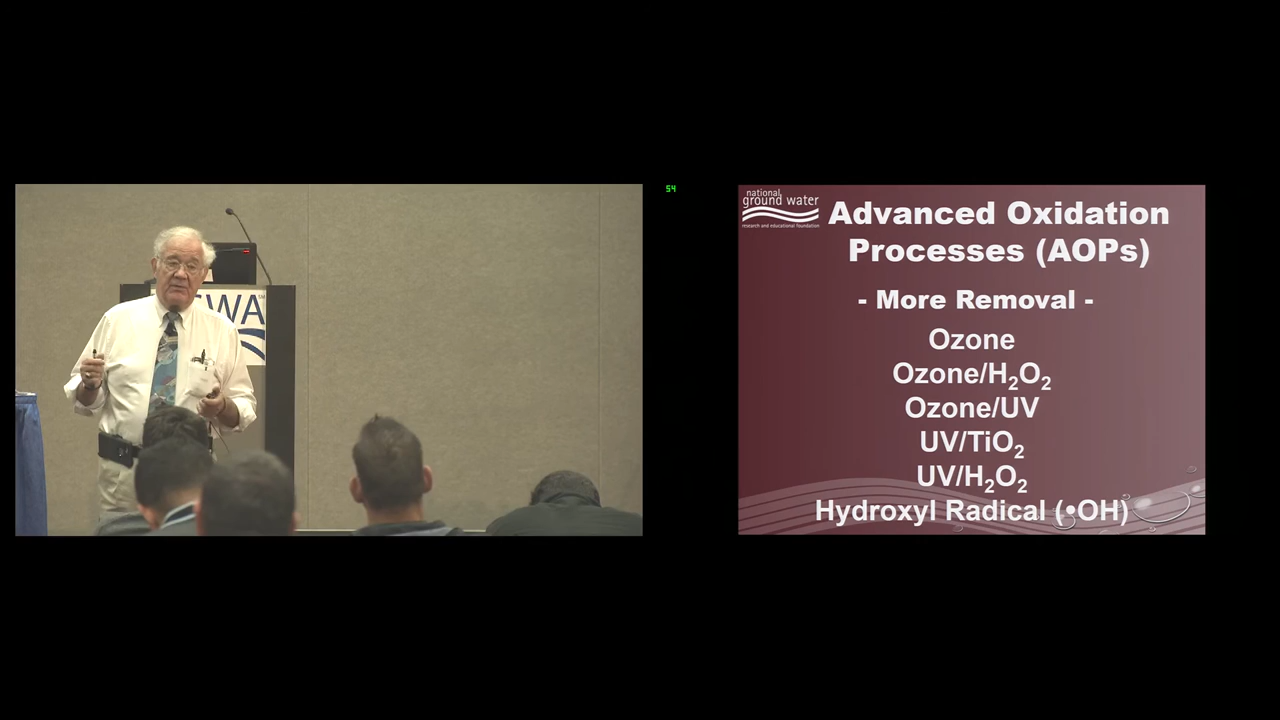 WA
54
national
ground water
research and educational foundation
Advanced Oxidation
Processes (AOPs)
- More Removal -
Ozone
Ozone/H₂O₂
Ozone/UV
UV/TiO₂
UV/H₂O₂
Hydroxyl Radical (•OH)